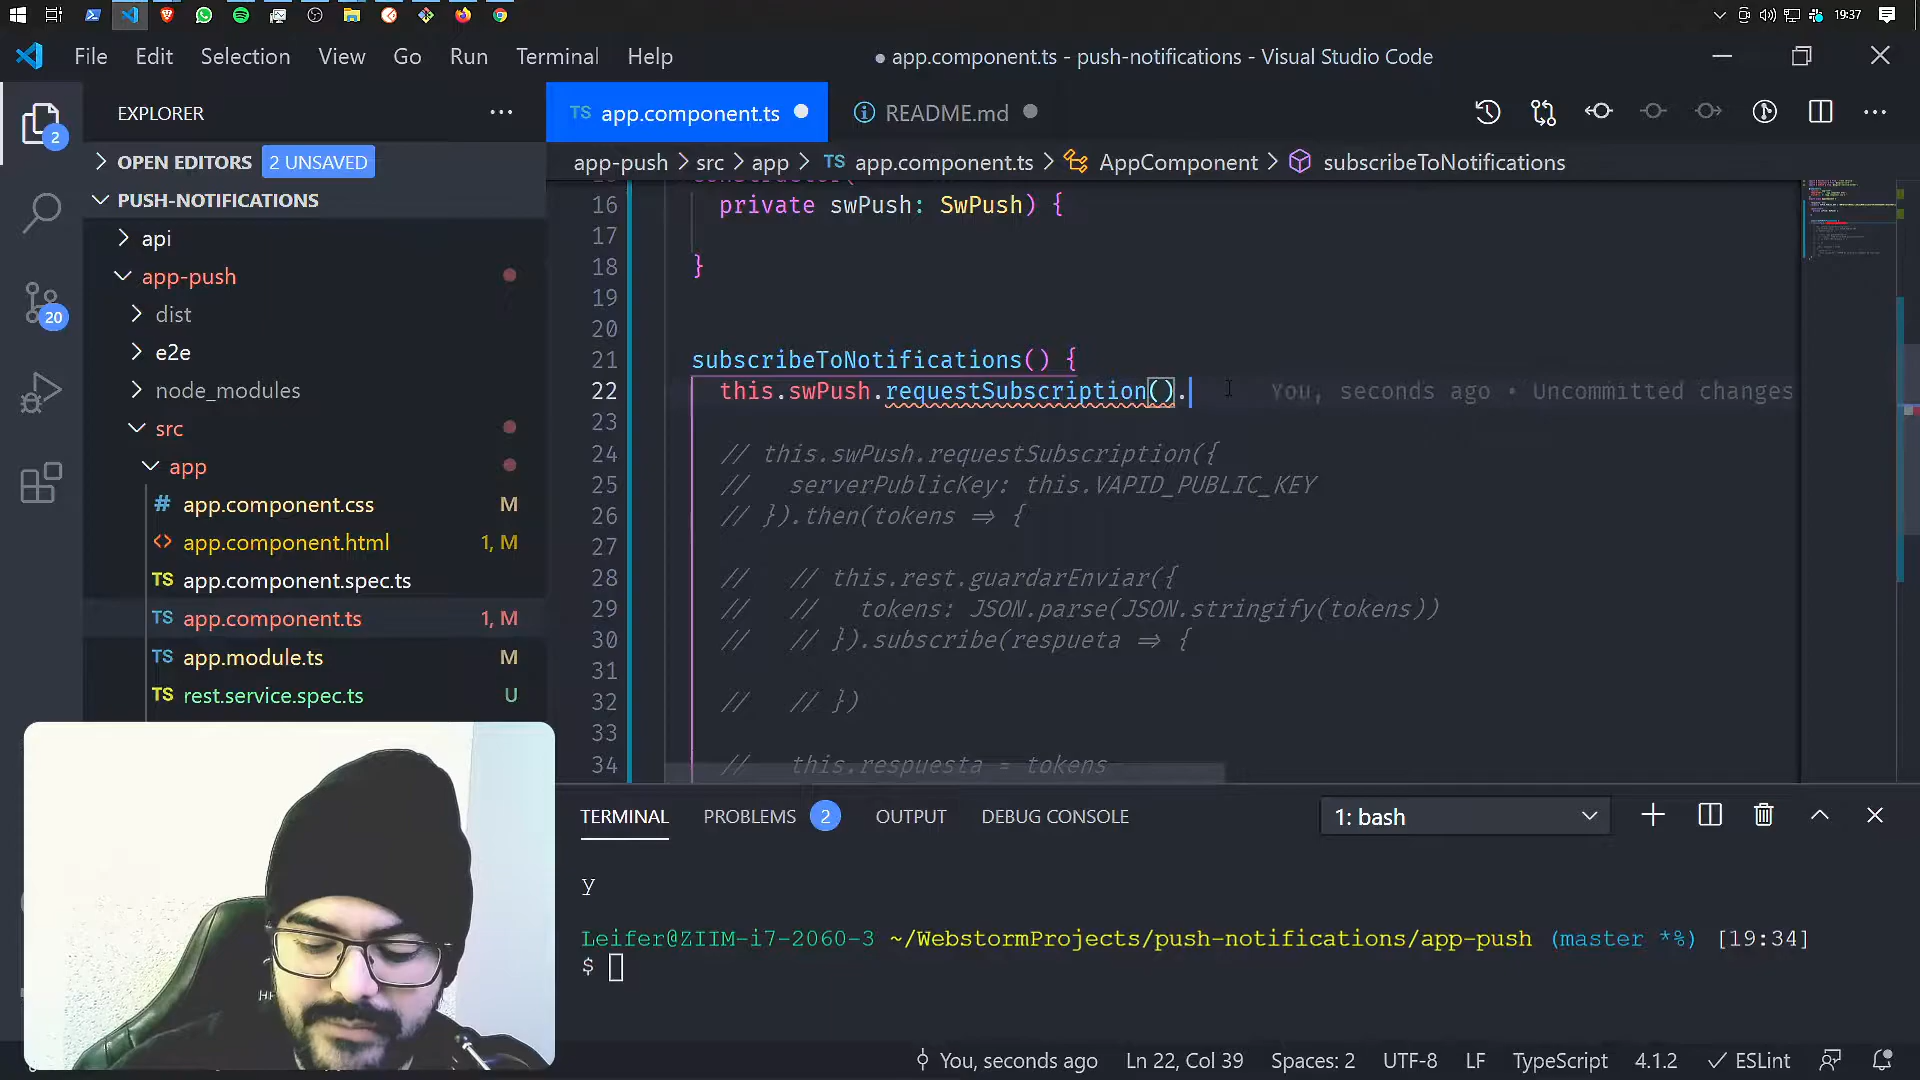 19:37
File Edit Selection View Go Run Terminal Help
● app.component.ts - push-notifications - Visual Studio Code
EXPLORER
2
OPEN EDITORS 2 UNSAVED
PUSH-NOTIFICATIONS
api
app-push
dist
20
e2e
node_modules
src
app
# app.component.css M
<> app.component.html 1, M
TS app.component.spec.ts
TS app.component.ts 1, M
TS app.module.ts M
TS rest.service.spec.ts U
TS app.component.ts
README.md
app-push > src > app > TS app.component.ts > AppComponent > subscribeToNotifications
16 private swPush: SwPush) {
17
18 }
19
20
21 subscribeToNotifications() {
22 this.swPush.requestSubscription(). You, seconds ago • Uncommitted changes
23
24 // this.swPush.requestSubscription({
25 // serverPublicKey: this.VAPID_PUBLIC_KEY
26 // }).then(tokens => {
27
28 // // this.rest.guardarEnviar({
29 // // tokens: JSON.parse(JSON.stringify(tokens))
30 // // }).subscribe(respueta => {
31
32 // // })
33
34 // this.respuesta = tokens
TERMINAL PROBLEMS 2 OUTPUT DEBUG CONSOLE 1: bash
y
Leifer@ZIIM-i7-2060-3 ~/WebstormProjects/push-notifications/app-push (master *%) [19:34]
$
You, seconds ago Ln 22, Col 39 Spaces: 2 UTF-8 LF TypeScript 4.1.2 ESLint